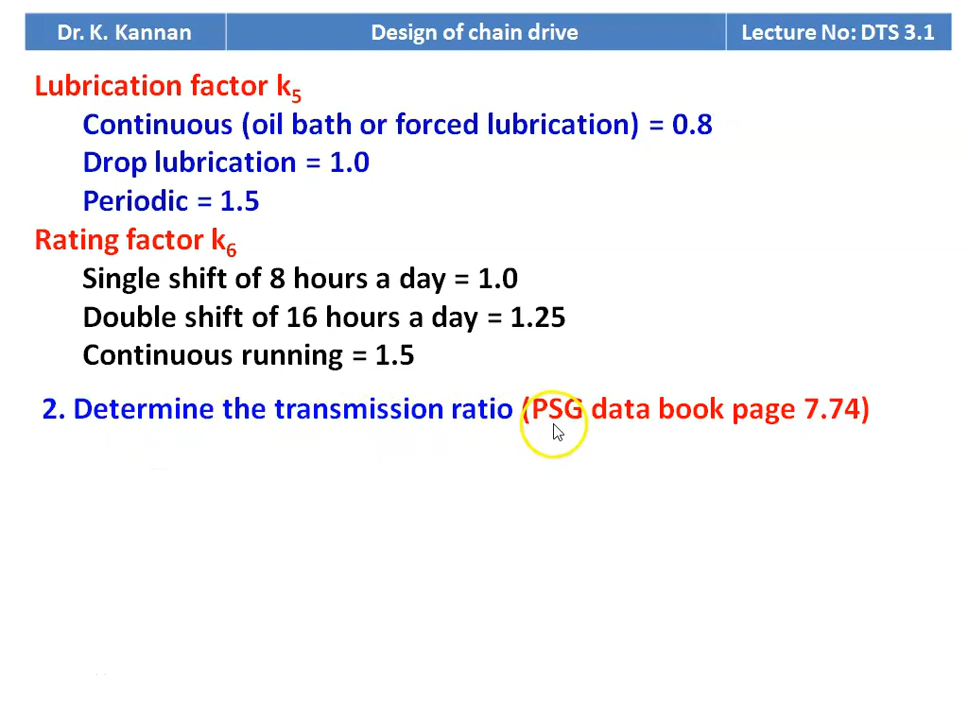 Dr. K. Kannan
Design of chain drive
Lecture No: DTS 3.1
Lubrication factor k5
Continuous (oil bath or forced lubrication) = 0.8
Drop lubrication = 1.0
Periodic = 1.5
Rating factor k6
Single shift of 8 hours a day = 1.0
Double shift of 16 hours a day = 1.25
Continuous running = 1.5
2. Determine the transmission ratio (PSG data book page 7.74)